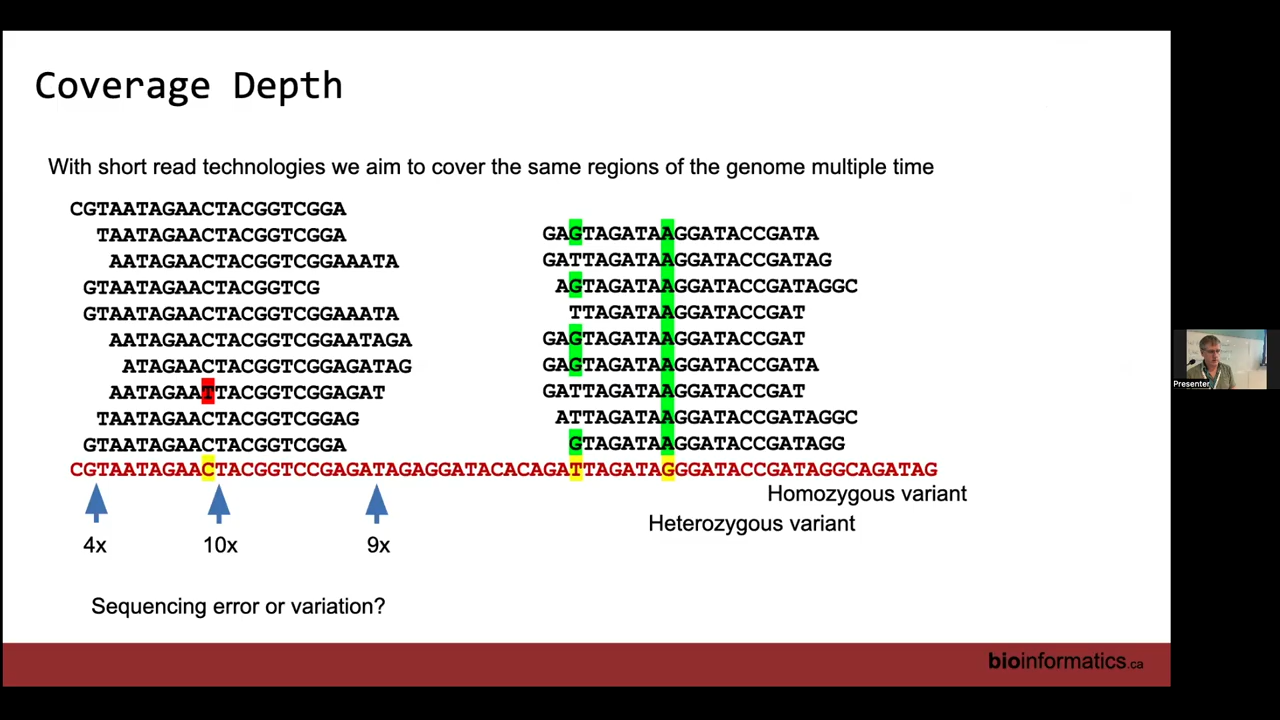 Coverage Depth
With short read technologies we aim to cover the same regions of the genome multiple time
CGTAATAGAACTACGGTCGGA
TAATAGAACTACGGTCGGA
AATAGAACTACGGTCGGAAATA
GTAATAGAACTACGGTCG
GTAATAGAACTACGGTCGGAAATA
AATAGAACTACGGTCGGAATAGA
ATAGAACTACGGTCGGAGATAG
AATAGAATTACGGTCGGAGAT
TAATAGAACTACGGTCGGAG
GTAATAGAACTACGGTCGGA
GAGTAGATAAGGATACCGATA
GATTAGATAAGGATACCGATAG
AGTAGATAAGGATACCGATAGGC
TTAGATAAGGATACCGAT
GAGTAGATAAGGATACCGAT
GAGTAGATAAGGATACCGATA
GATTAGATAAGGATACCGAT
ATTAGATAAGGATACCGATAGGC
GTAGATAAGGATACCGATAGG
CGTAATAGAACTACGGTCCGAGATAGAGGATACACAGATTAGATAGGGATACCGATAGGCAGATAG
Homozygous variant
Heterozygous variant
4x
10x
9x
Sequencing error or variation?
bioinformatics.ca
Presenter